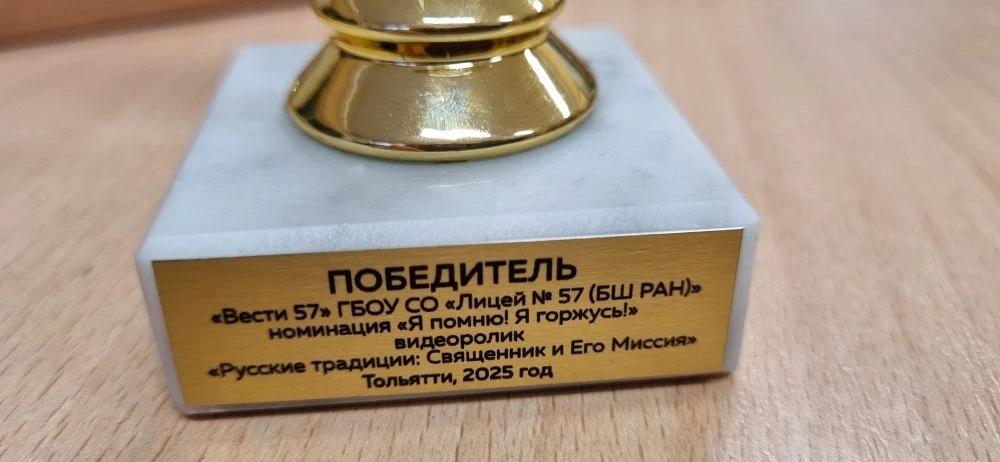 ПОБЕДИТЕЛЬ
«Вести 57» ГБОУ СО «Лицей № 57 (БШ РАН)»
номинация «Я помню! Я горжусь!»
видеоролик
«Русские традиции: Священник и Его Миссия»
Тольятти, 2025 год